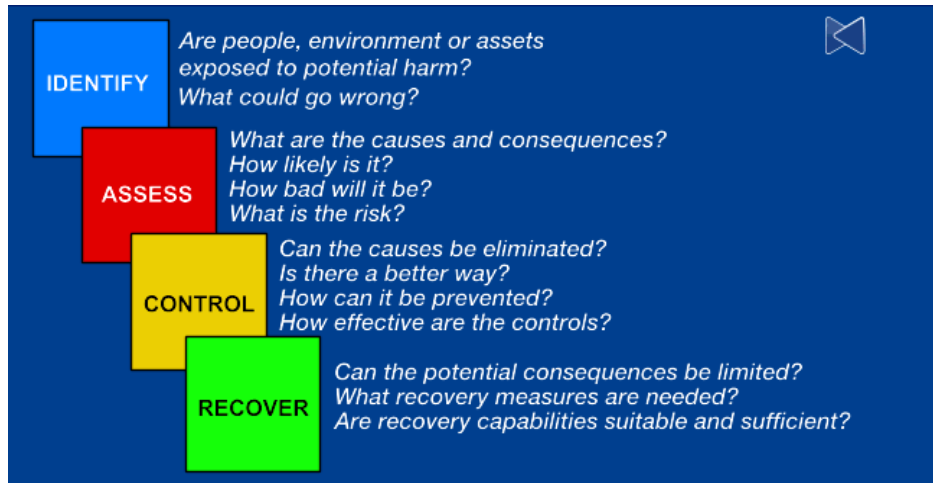 IDENTIFY
Are people, environment or assets
exposed to potential harm?
What could go wrong?
ASSESS
What are the causes and consequences?
How likely is it?
How bad will it be?
What is the risk?
CONTROL
Can the causes be eliminated?
Is there a better way?
How can it be prevented?
How effective are the controls?
RECOVER
Can the potential consequences be limited?
What recovery measures are needed?
Are recovery capabilities suitable and sufficient?